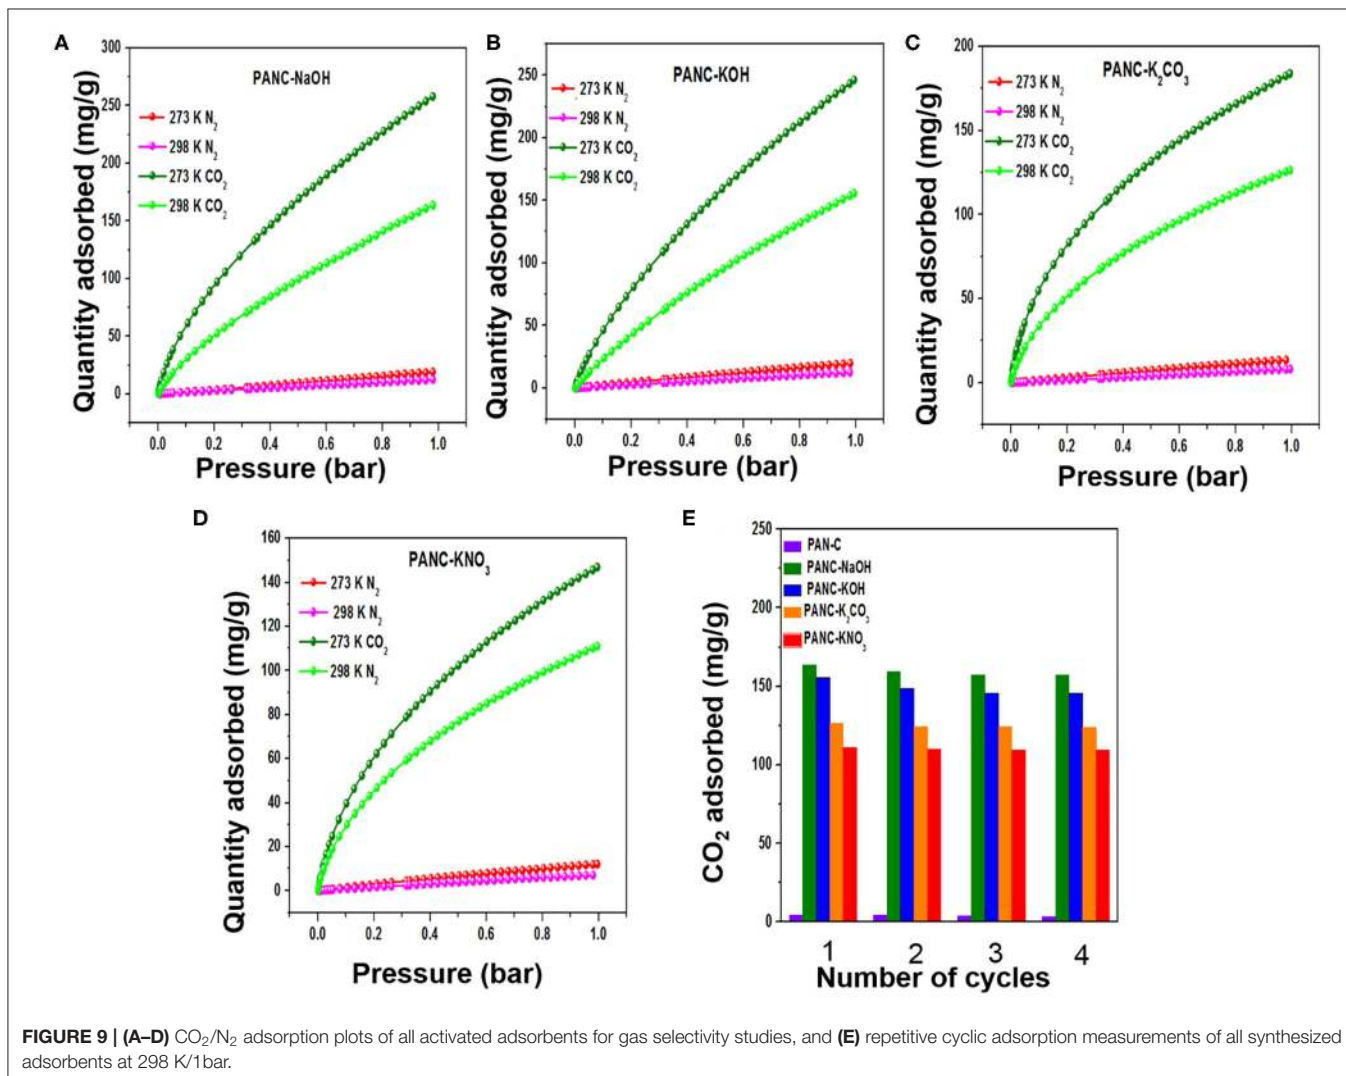 A
PANC-NaOH
Quantity adsorbed (mg/g)
300
250
200
150
100
50
0
273 K N₂
298 K N₂
273 K CO₂
298 K CO₂
0.0 0.2 0.4 0.6 0.8 1.0
Pressure (bar)
B
PANC-KOH
Quantity adsorbed (mg/g)
250
200
150
100
50
0
273 K N₂
298 K N₂
273 K CO₂
298 K CO₂
0.0 0.2 0.4 0.6 0.8 1.0
Pressure (bar)
C
PANC-K₂CO₃
Quantity adsorbed (mg/g)
200
150
100
50
0
273 K N₂
298 K N₂
273 K CO₂
298 K CO₂
0.0 0.2 0.4 0.6 0.8 1.0
Pressure (bar)
D
PANC-KNO₃
Quantity adsorbed (mg/g)
160
140
120
100
80
60
40
20
0
273 K N₂
298 K N₂
273 K CO₂
298 K N₂
0.0 0.2 0.4 0.6 0.8 1.0
Pressure (bar)
E
CO₂ adsorbed (mg/g)
250
200
150
100
50
0
PAN-C
PANC-NaOH
PANC-KOH
PANC-K₂CO₃
PANC-KNO₃
1 2 3 4
Number of cycles
FIGURE 9 | (A–D) CO₂/N₂ adsorption plots of all activated adsorbents for gas selectivity studies, and (E) repetitive cyclic adsorption measurements of all synthesized
adsorbents at 298 K/1bar.